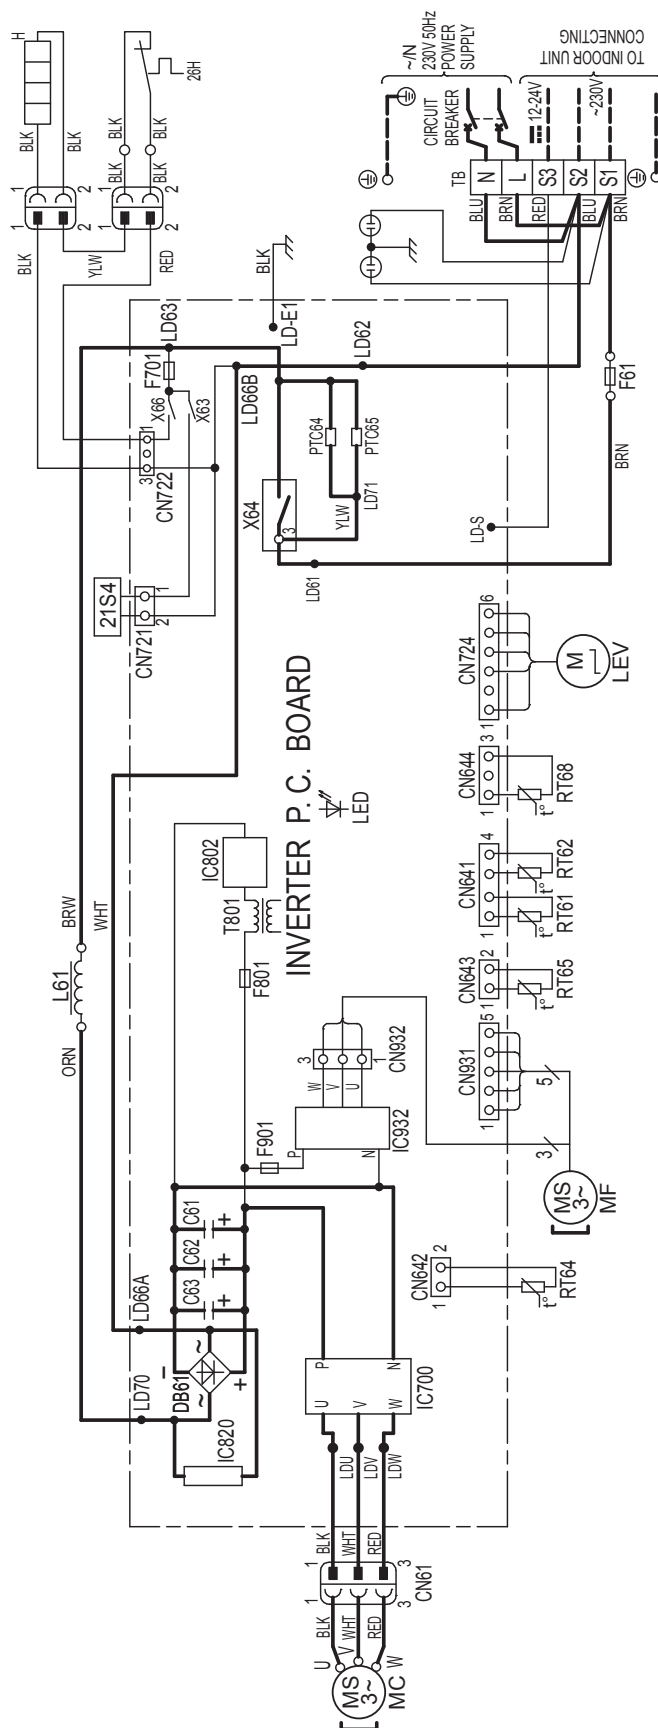 H
BLK
BLK
1
2
1
2
BLK
YLW
26H
BLK
BLK
BLK
BLK
1
2
1
2
RED
~/N
230V 50Hz
POWER
SUPPLY
TO INDOOR UNIT
CONNECTING
CIRCUIT
BREAKER
12-24V
~230V
TB
N
L
S3
S2
S1
BLU
BRN
RED
BLU
BRN
BLK
LD-E1
LD63
F701
X66
X63
1
3
CN722
LD66B
LD62
PTC64
PTC65
YLW
LD71
X64
3
LD61
LD-S
F61
BRN
21S4
1
2
CN721
INVERTER P. C. BOARD
LED
IC802
T801
F801
BRW
WHT
L61
ORN
CN724
1
6
M
LEV
CN644
1
3
t°
RT68
CN641
1
4
t°
RT62
t°
RT61
CN643
1
2
t°
RT65
CN931
1
5
5
3
MS
3~
MF
CN932
3
1
W
V
U
IC932
P
N
F901
CN642
1
2
t°
RT64
C61
+
C62
+
C63
+
LD66A
LD70
DB61
-
+
~
~
IC820
P
N
U
V
W
IC700
LDU
LDV
LDW
BLK
WHT
RED
1
3
1
3
CN61
BLK
WHT
RED
U
V
W
MS
3~
MC